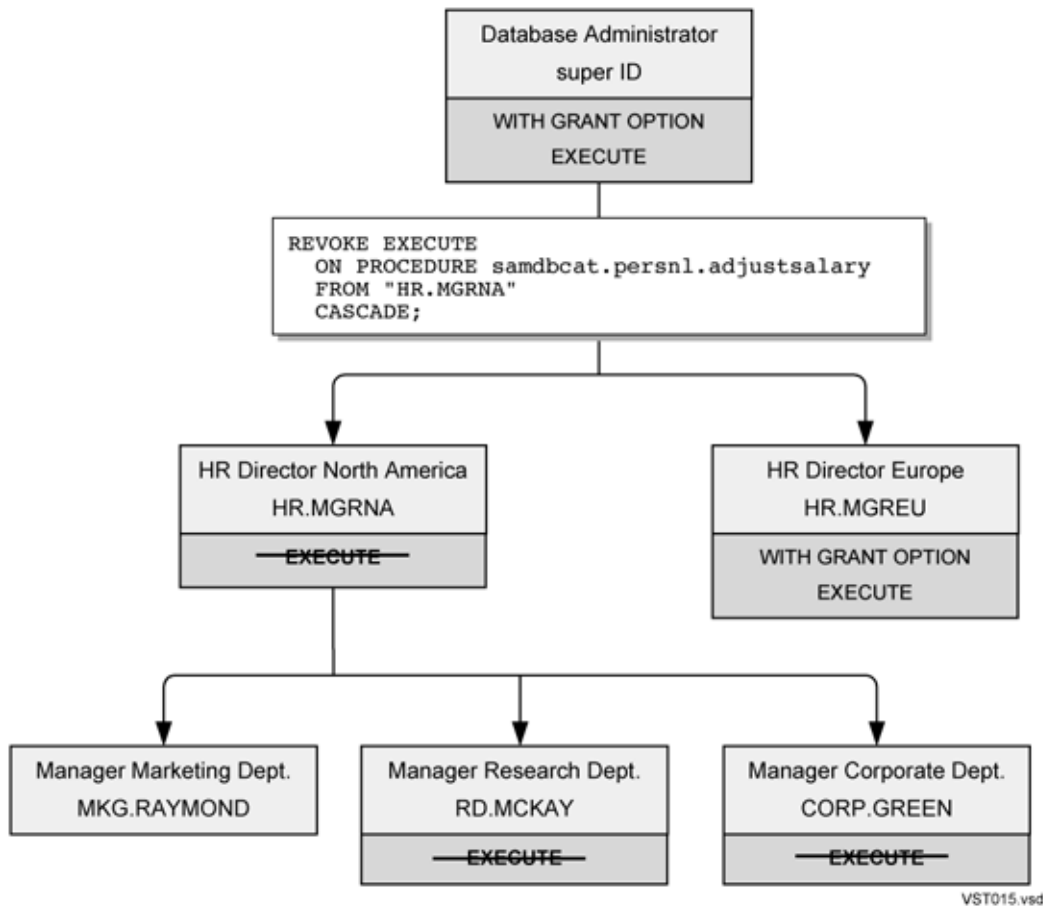 Database Administrator
super ID
WITH GRANT OPTION
EXECUTE
REVOKE EXECUTE
ON PROCEDURE samdbcat.persnl.adjustsalary
FROM "HR.MGRNA"
CASCADE;
HR Director North America
HR.MGRNA
EXECUTE
HR Director Europe
HR.MGREU
WITH GRANT OPTION
EXECUTE
Manager Marketing Dept.
MKG.RAYMOND
Manager Research Dept.
RD.MCKAY
EXECUTE
Manager Corporate Dept.
CORP.GREEN
EXECUTE
VST015.vsd